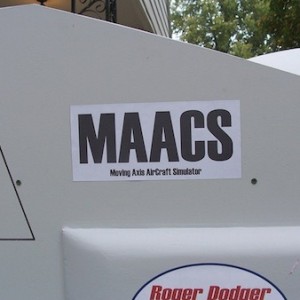 MAACS
Moving Axis AirCraft Simulator
Roger Dodger